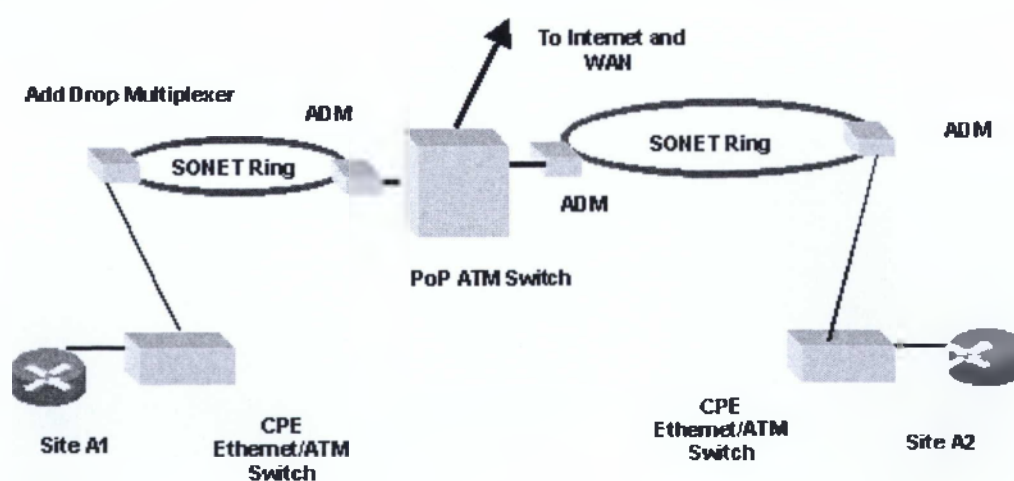 To Internet and
WAN
Add Drop Multiplexer
ADM
SONET Ring
SONET Ring
ADM
ADM
PoP ATM Switch
Site A1
CPE
Ethernet/ATM
Switch
CPE
Ethernet/ATM
Switch
Site A2